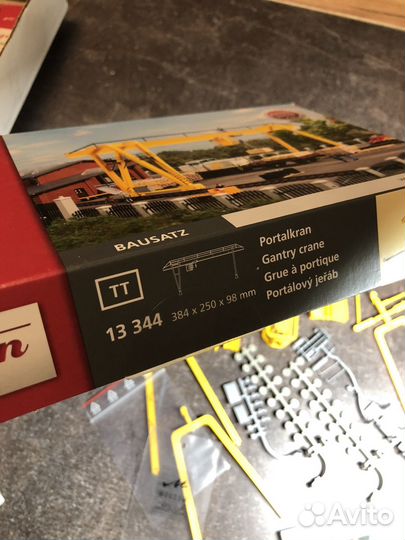 BAUSATZ
TT
13 344
384 x 250 x 98 mm
Portalkran
Gantry crane
Grue à portique
Portálový jeřáb
Avito